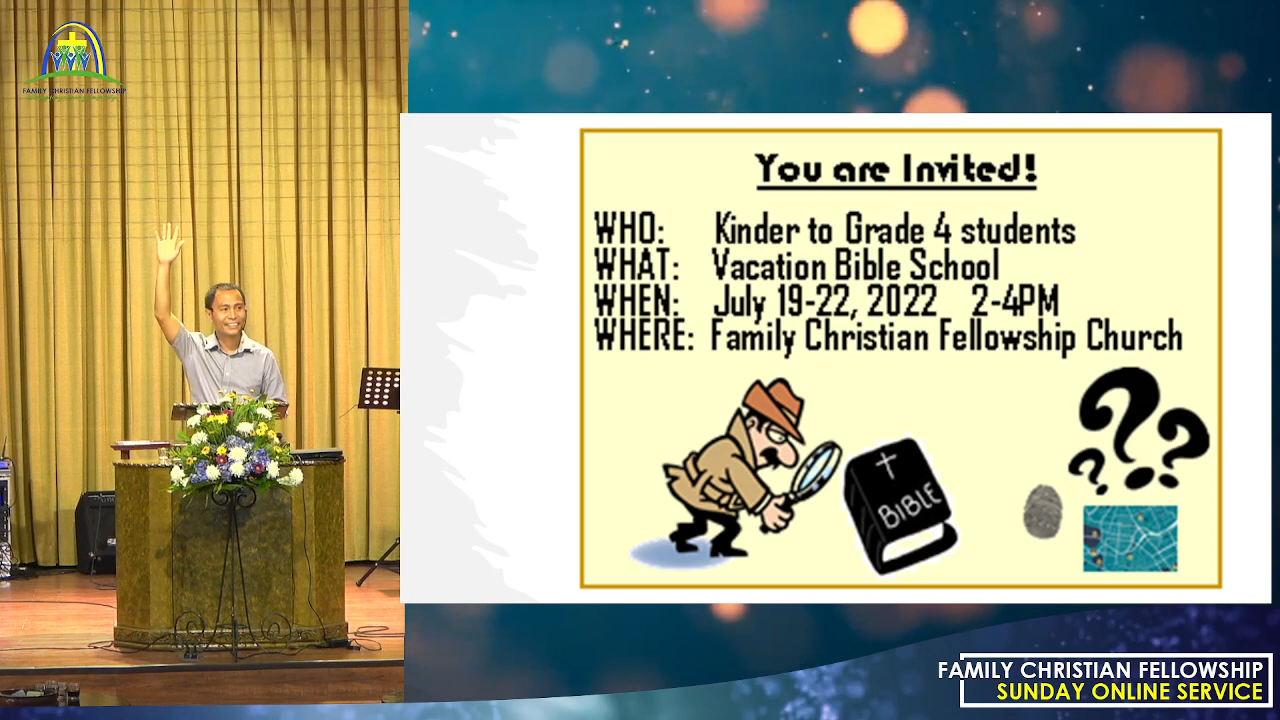 FAMILY CHRISTIAN FELLOWSHIP
You are Invited!
WHO: Kinder to Grade 4 students
WHAT: Vacation Bible School
WHEN: July 19-22, 2022 2-4PM
WHERE: Family Christian Fellowship Church
BIBLE
FAMILY CHRISTIAN FELLOWSHIP
SUNDAY ONLINE SERVICE